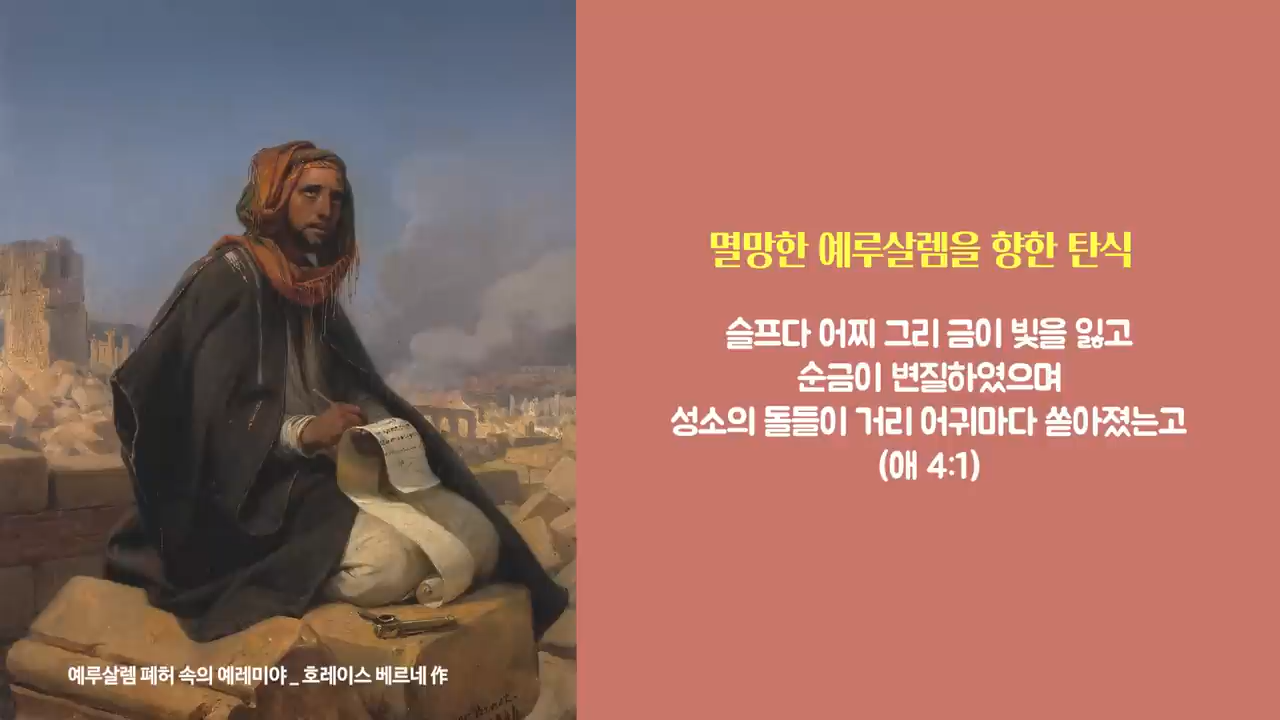 멸망한 예루살렘을 향한 탄식
슬프다 어찌 그리 금이 빛을 잃고
순금이 변질하였으며
성소의 돌들이 거리 어귀마다 쏟아졌는고
(애 4:1)
예루살렘 폐허 속의 예레미야 _ 호레이스 베르네 作